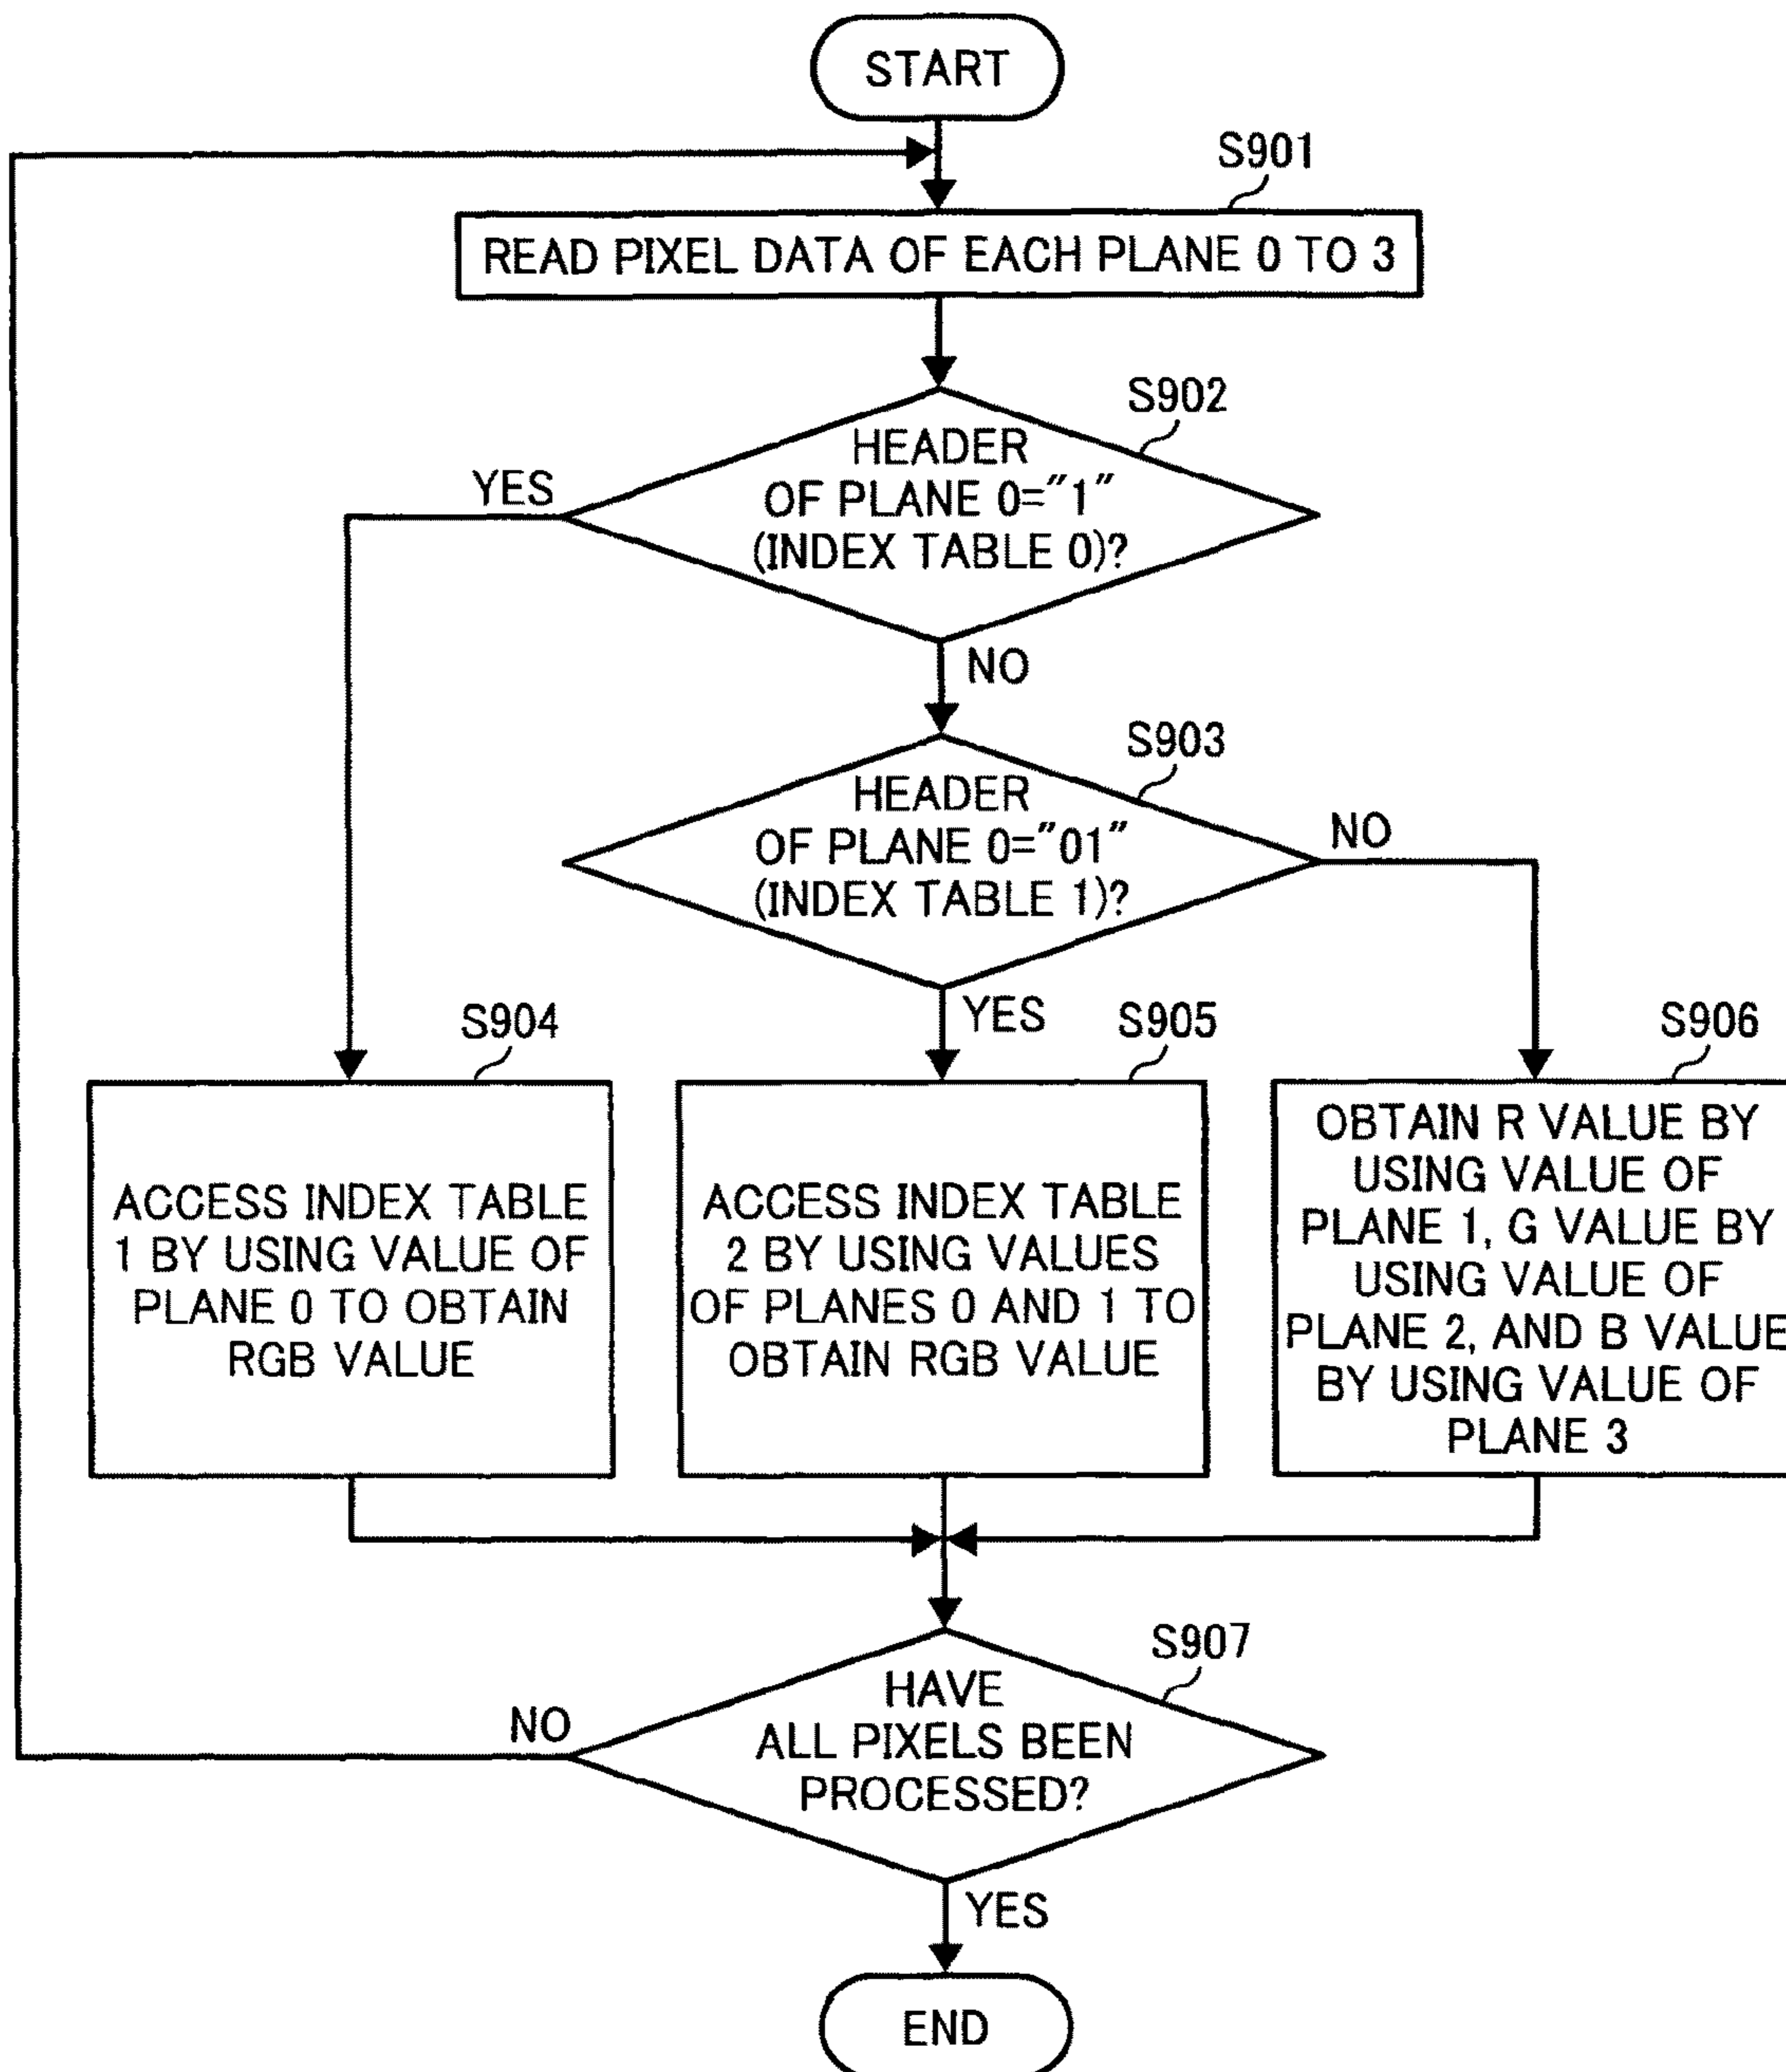 START
S901
READ PIXEL DATA OF EACH PLANE 0 TO 3
S902
HEADER
OF PLANE 0="1"
(INDEX TABLE 0)?
YES
NO
S903
HEADER
OF PLANE 0="01"
(INDEX TABLE 1)?
NO
YES
S904
ACCESS INDEX TABLE
1 BY USING VALUE OF
PLANE 0 TO OBTAIN
RGB VALUE
S905
ACCESS INDEX TABLE
2 BY USING VALUES
OF PLANES 0 AND 1 TO
OBTAIN RGB VALUE
S906
OBTAIN R VALUE BY
USING VALUE OF
PLANE 1, G VALUE BY
USING VALUE OF
PLANE 2, AND B VALUE
BY USING VALUE OF
PLANE 3
S907
HAVE
ALL PIXELS BEEN
PROCESSED?
NO
YES
END